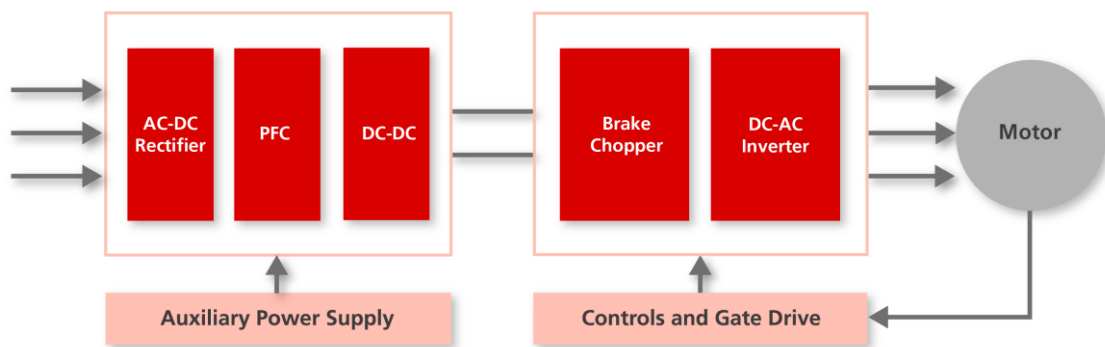 AC-DC
Rectifier
PFC
DC-DC
Brake
Chopper
DC-AC
Inverter
Motor
Auxiliary Power Supply
Controls and Gate Drive